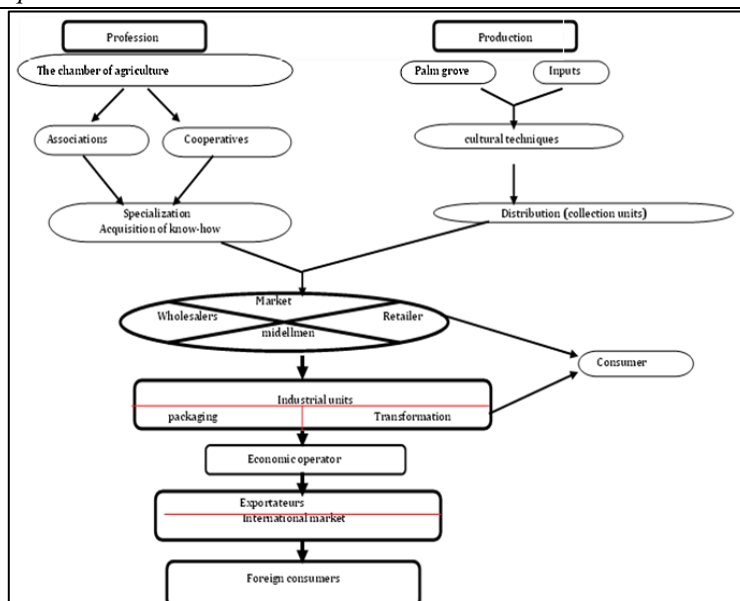 Profession
Production
The chamber of agriculture
Palm grove
Inputs
Associations
Cooperatives
cultural techniques
Specialization
Acquisition of know-how
Distribution (collection units)
Market
Wholesalers
Retailer
midellmen
Consumer
Industrial units
packaging
Transformation
Economic operator
Exportateurs
International market
Foreign consumers